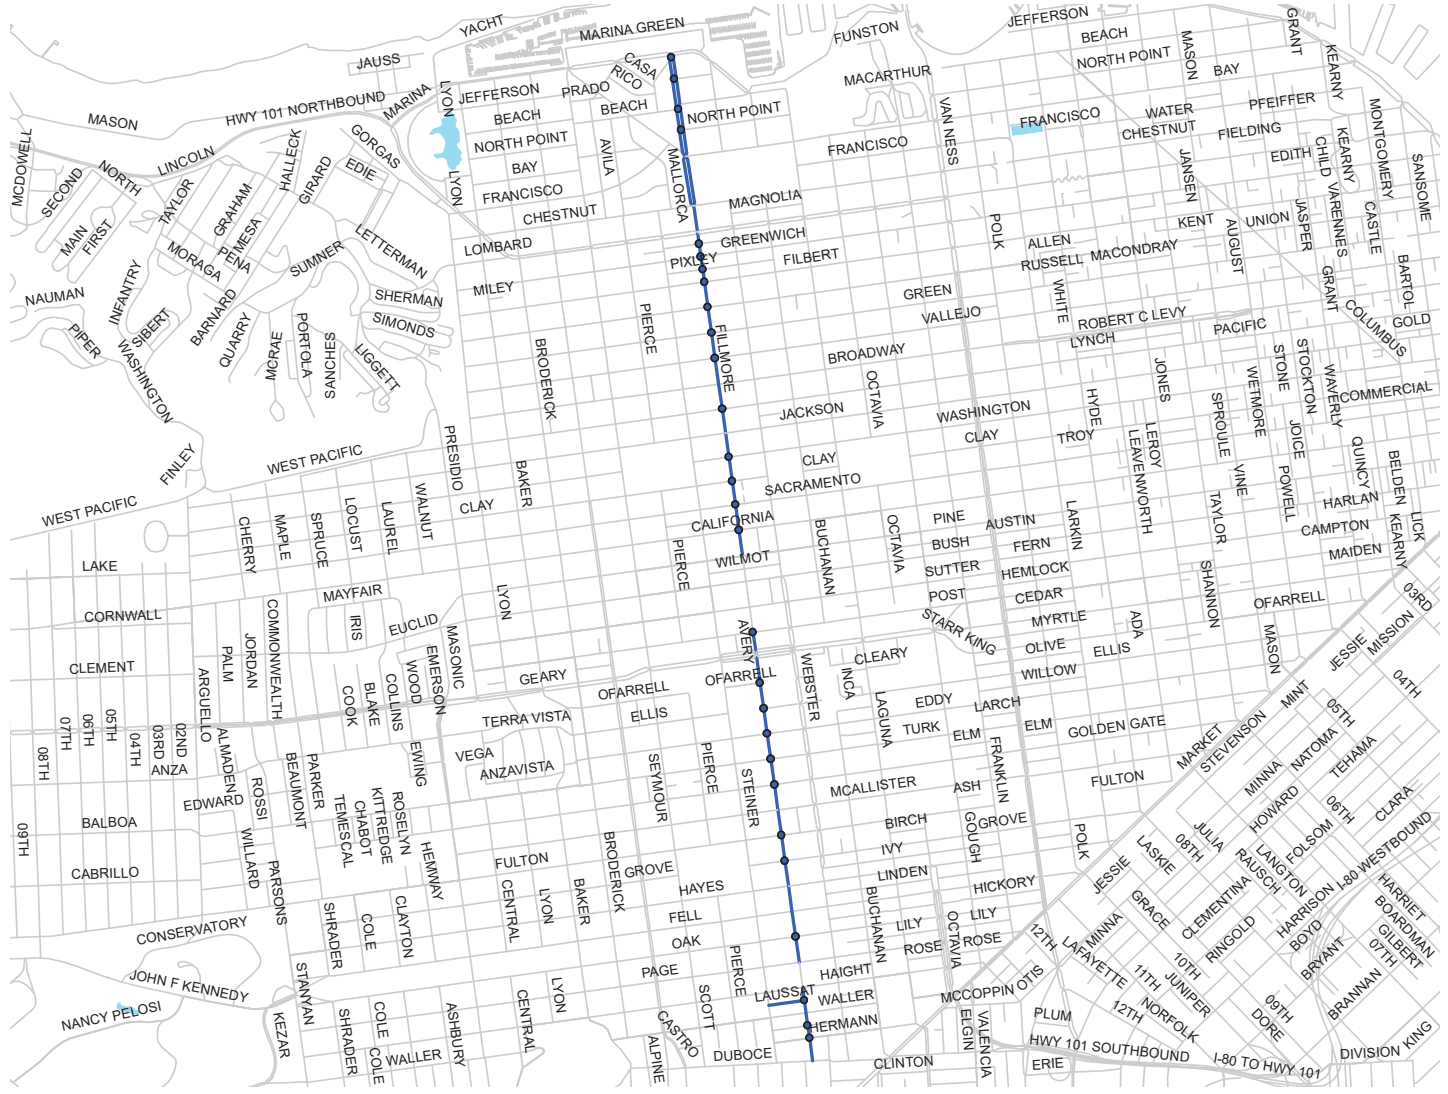 YACHT
MARINA GREEN
FUNSTON
JEFFERSON
BEACH
NORTH POINT
MASON
GRANT
KEARNY
BAY
JAUSS
CASA
RICO
MACARTHUR
HWY 101 NORTHBOUND
MARINA
LYON
JEFFERSON
PRADO
BEACH
NORTH POINT
VAN NESS
FRANCISCO
WATER
PFEIFFER
MONTGOMERY
MASON
MCDOWELL
LINCOLN
HALLECK
GORGAS
BEACH
NORTH POINT
AVILA
MALLORCA
FRANCISCO
CHESTNUT
FIELDING
CHILD
KEARNY
SANSOME
NORTH
SECOND
TAYLOR
GRAHAM
GIRARD
EDIE
BAY
LYON
FRANCISCO
CHESTNUT
MAGNOLIA
JANSEN
EDITH
VARENNES
MAIN
FIRST
MESA
PENA
MORAGA
LETTERMAN
LOMBARD
GREENWICH
PIXLEY
FILBERT
POLK
ALLEN
RUSSELL
MACONDRAY
KENT
UNION
AUGUST
JASPER
CASTLE
SUMNER
NAUMAN
INFANTRY
SIBERT
BARNARD
SHERMAN
SIMONDS
MILEY
GREEN
VALLEJO
WHITE
GRANT
BARTOL
PIPER
WASHINGTON
QUARRY
MCRAE
PORTOLA
SANCHES
LIGGETT
PIERCE
FILLMORE
ROBERT C LEVY
LYNCH
PACIFIC
COLUMBUS
GOLD
BRODERICK
BROADWAY
OCTAVIA
JONES
STONE
STOCKTON
WAVERLY
COMMERCIAL
JACKSON
WASHINGTON
HYDE
SPROULE
WETMORE
FINLEY
WEST PACIFIC
PRESIDIO
BAKER
CLAY
CLAY
TROY
LEAVENWORTH
LEROY
JOICE
QUINCY
BELDEN
WEST PACIFIC
SACRAMENTO
VINE
POWELL
HARLAN
CHERRY
MAPLE
SPRUCE
LOCUST
LAUREL
WALNUT
CLAY
CALIFORNIA
BUCHANAN
OCTAVIA
PINE
AUSTIN
LARKIN
TAYLOR
CAMPTON
KEARNY
LICK
LAKE
PIERCE
WILMOT
BUSH
FERN
MAIDEN
SUTTER
HEMLOCK
SHANNON
CORNWALL
MAYFAIR
LYON
POST
CEDAR
OFARRELL
03RD
COMMONWEALTH
IRIS
EUCLID
AVERY
STARR KING
MYRTLE
ADA
MASON
MISSION
JESSIE
CLEMENT
PALM
JORDAN
MASONIC
EMERSON
WOOD
CLEARY
OLIVE
ELLIS
ARGUELLO
COOK
BLAKE
COLLINS
GEARY
OFARRELL
OFARRELL
WEBSTER
INCA
WILLOW
MINT
04TH
08TH
07TH
06TH
05TH
04TH
03RD
02ND
TERRA VISTA
ELLIS
LAGUNA
EDDY
LARCH
05TH
ANZA
ALMADEN
VEGA
ANZAVISTA
EWING
TURK
ELM
ELM
GOLDEN GATE
MARKET
STEVENSON
NATOMA
TEHAMA
ROSSI
BEAUMONT
PARKER
SEYMOUR
PIERCE
STEINER
MCALLISTER
ASH
FRANKLIN
FULTON
MINNA
HOWARD
06TH
CLARA
EDWARD
TEMESCAL
CHABOT
KITTREDGE
ROSELYN
BALBOA
09TH
WILLARD
PARSONS
HEMWAY
BIRCH
GOUGH
GROVE
POLK
JULIA
08TH
FOLSOM
I-80 WESTBOUND
CABRILLO
FULTON
BRODERICK
GROVE
IVY
LASKIE
JESSIE
RAUSCH
LANGTON
HAYES
LINDEN
HICKORY
GRACE
CLEMENTINA
HARRISON
HARRIET
CONSERVATORY
SHRADER
COLE
CLAYTON
CENTRAL
LYON
BAKER
FELL
BUCHANAN
LILY
LILY
OCTAVIA
12TH
MINNA
RINGOLD
BOYD
BOARDMAN
GILBERT
OAK
ROSE
ROSE
LAFAYETTE
BRYANT
07TH
JOHN F KENNEDY
STANYAN
PAGE
PIERCE
HAIGHT
OTIS
10TH
11TH
JUNIPER
BRANNAN
NANCY PELOSI
KEZAR
COLE
SHRADER
ASHBURY
CENTRAL
LYON
SCOTT
LAUSSAT
WALLER
MCCOPPIN
12TH
NORFOLK
09TH
DORE
CASTRO
HERMANN
ELGIN
VALENCIA
PLUM
KING
COLE
WALLER
ALPINE
DUBOCE
CLINTON
HWY 101 SOUTHBOUND
ERIE
I-80 TO HWY 101
DIVISION